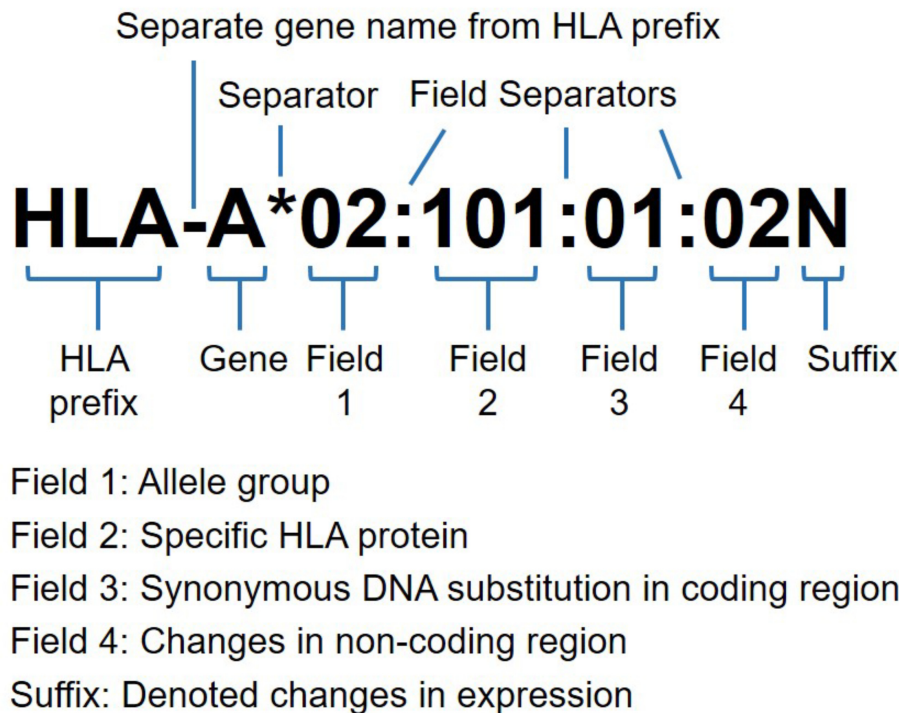 Separate gene name from HLA prefix
Separator Field Separators
HLA-A*02:101:01:02N
HLA prefix
Gene
Field 1
Field 2
Field 3
Field 4
Suffix
Field 1: Allele group
Field 2: Specific HLA protein
Field 3: Synonymous DNA substitution in coding region
Field 4: Changes in non-coding region
Suffix: Denoted changes in expression